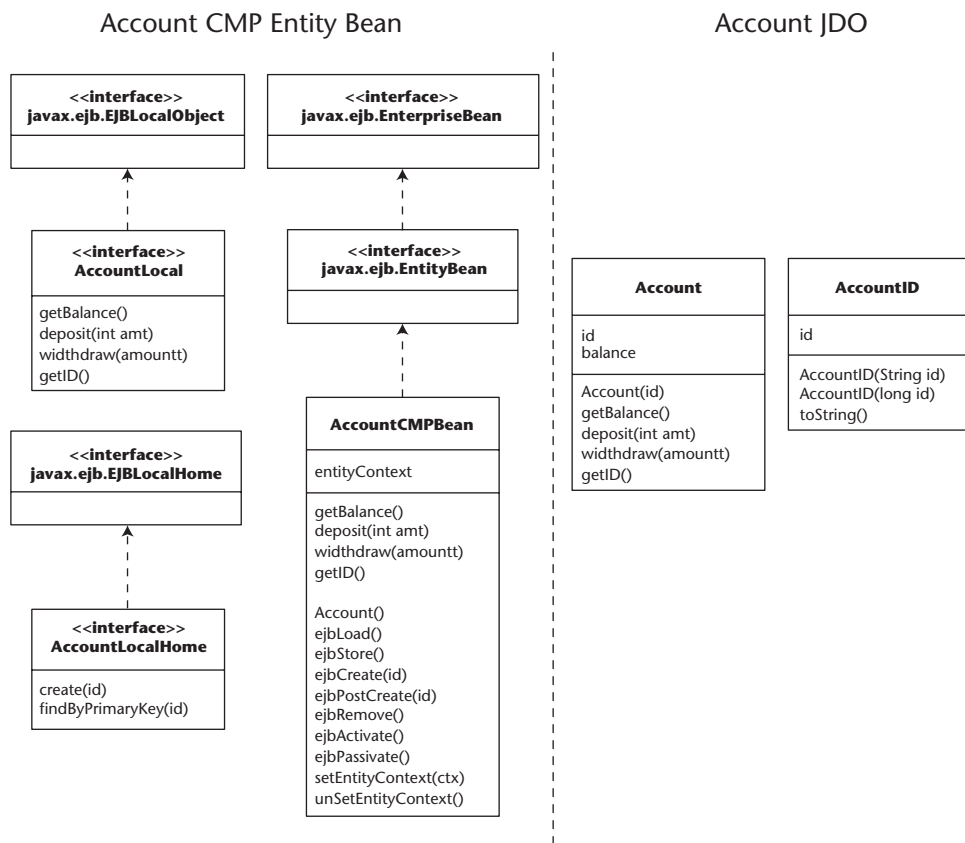 Account CMP Entity Bean
Account JDO
<<interface>>
javax.ejb.EJBLocalObject
<<interface>>
javax.ejb.EnterpriseBean
<<interface>>
AccountLocal
getBalance()
deposit(int amt)
widthdraw(amountt)
getID()
<<interface>>
javax.ejb.EntityBean
<<interface>>
javax.ejb.EJBLocalHome
<<interface>>
AccountLocalHome
create(id)
findByPrimaryKey(id)
AccountCMPBean
entityContext
getBalance()
deposit(int amt)
widthdraw(amountt)
getID()
Account()
ejbLoad()
ejbStore()
ejbCreate(id)
ejbPostCreate(id)
ejbRemove()
ejbActivate()
ejbPassivate()
setEntityContext(ctx)
unSetEntityContext()
Account
id
balance
Account(id)
getBalance()
deposit(int amt)
widthdraw(amountt)
getID()
AccountID
id
AccountID(String id)
AccountID(long id)
toString()